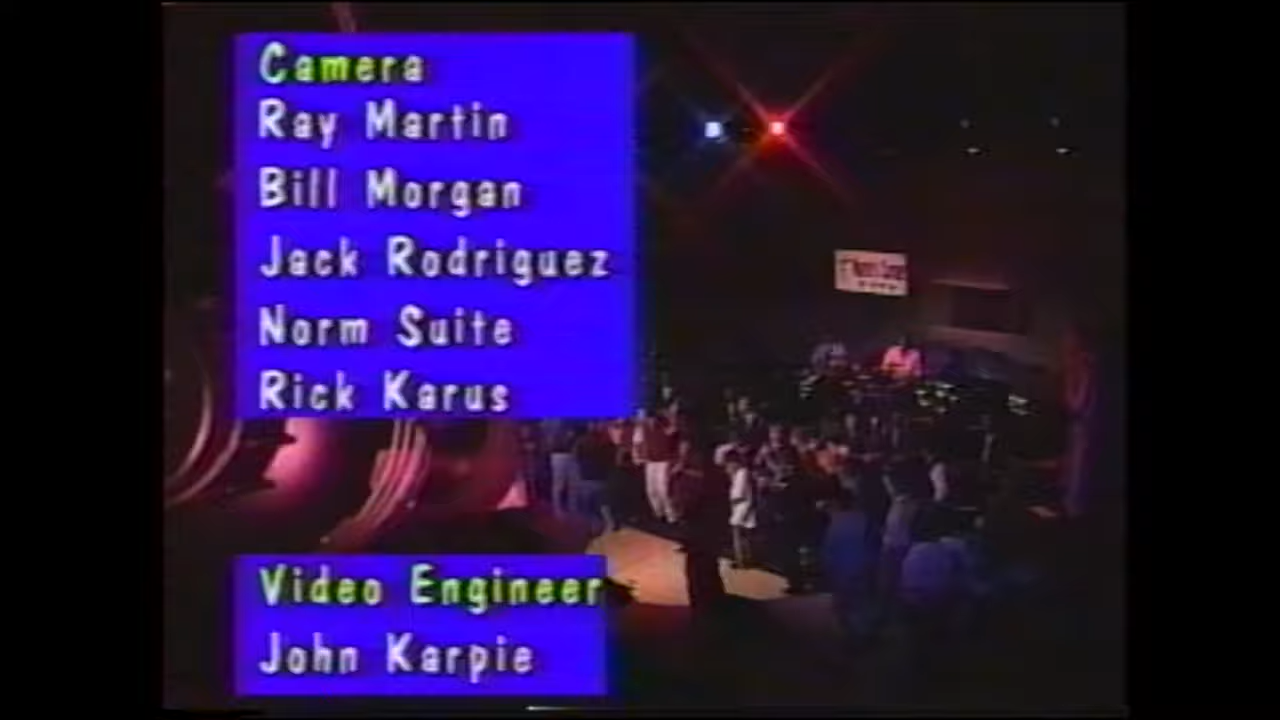 Camera
Ray Martin
Bill Morgan
Jack Rodriguez
Norm Suite
Rick Karus
Video Engineer
John Karpie